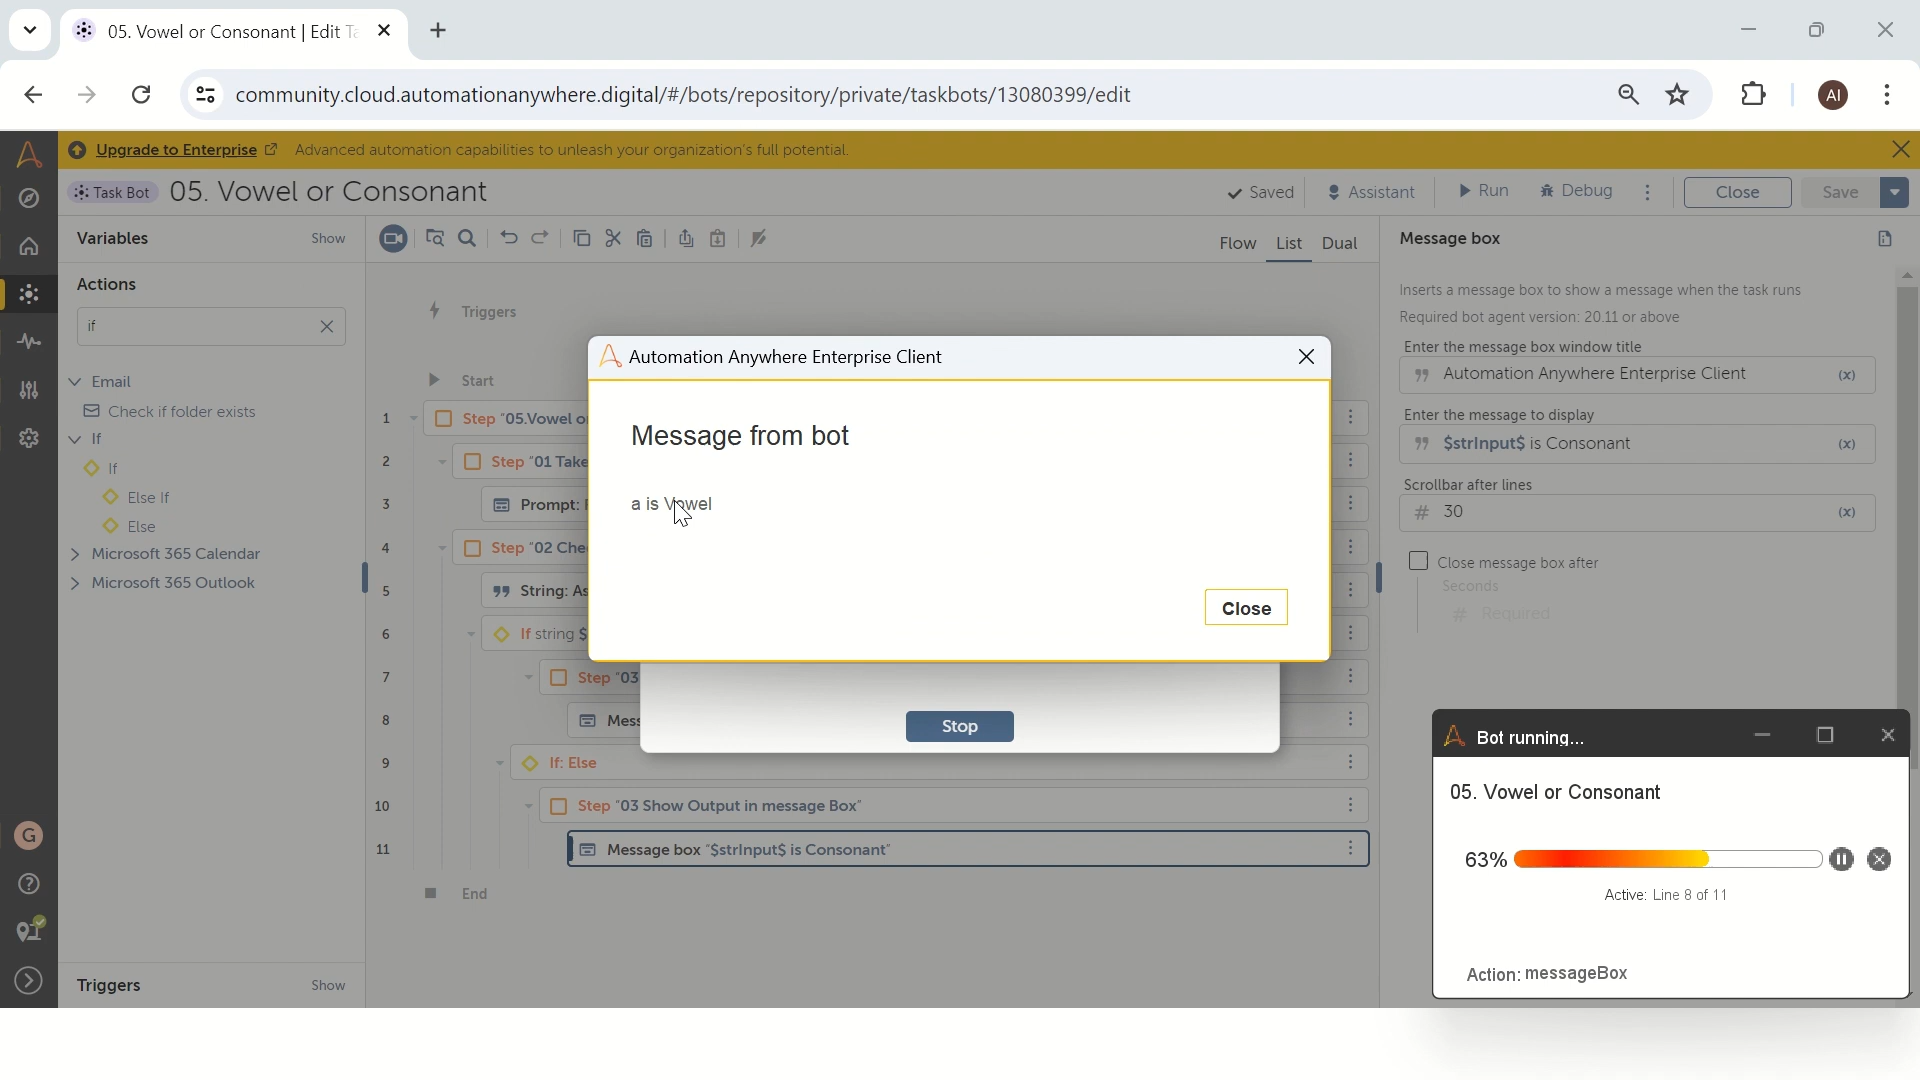 05. Vowel or Consonant | Edit Ta
community.cloud.automationanywhere.digital/#/bots/repository/private/taskbots/13080399/edit
AI
Upgrade to Enterprise
Advanced automation capabilities to unleash your organization's full potential.
Task Bot
05. Vowel or Consonant
Saved
Assistant
Run
Debug
Close
Save
Variables
Show
Flow
List
Dual
Message box
Actions
if
Email
Check if folder exists
If
If
Else If
Else
Microsoft 365 Calendar
Microsoft 365 Outlook
Triggers
Show
Triggers
Start
1 Step "05.Vowel o
2 Step "01 Take
3 Prompt:
4 Step "02 Che
5 String: As
6 If string $
7 Step "03
8 Mess
9 If: Else
10 Step "03 Show Output in message Box"
11 Message box "$strInput$ is Consonant"
End
Automation Anywhere Enterprise Client
Message from bot
a is Vowel
Close
Stop
Inserts a message box to show a message when the task runs
Required bot agent version: 20.11 or above
Enter the message box window title
Automation Anywhere Enterprise Client
(x)
Enter the message to display
$strInput$ is Consonant
(x)
Scrollbar after lines
# 30
(x)
Close message box after
Seconds
# Required
Bot running...
05. Vowel or Consonant
63%
Active: Line 8 of 11
Action: messageBox
G